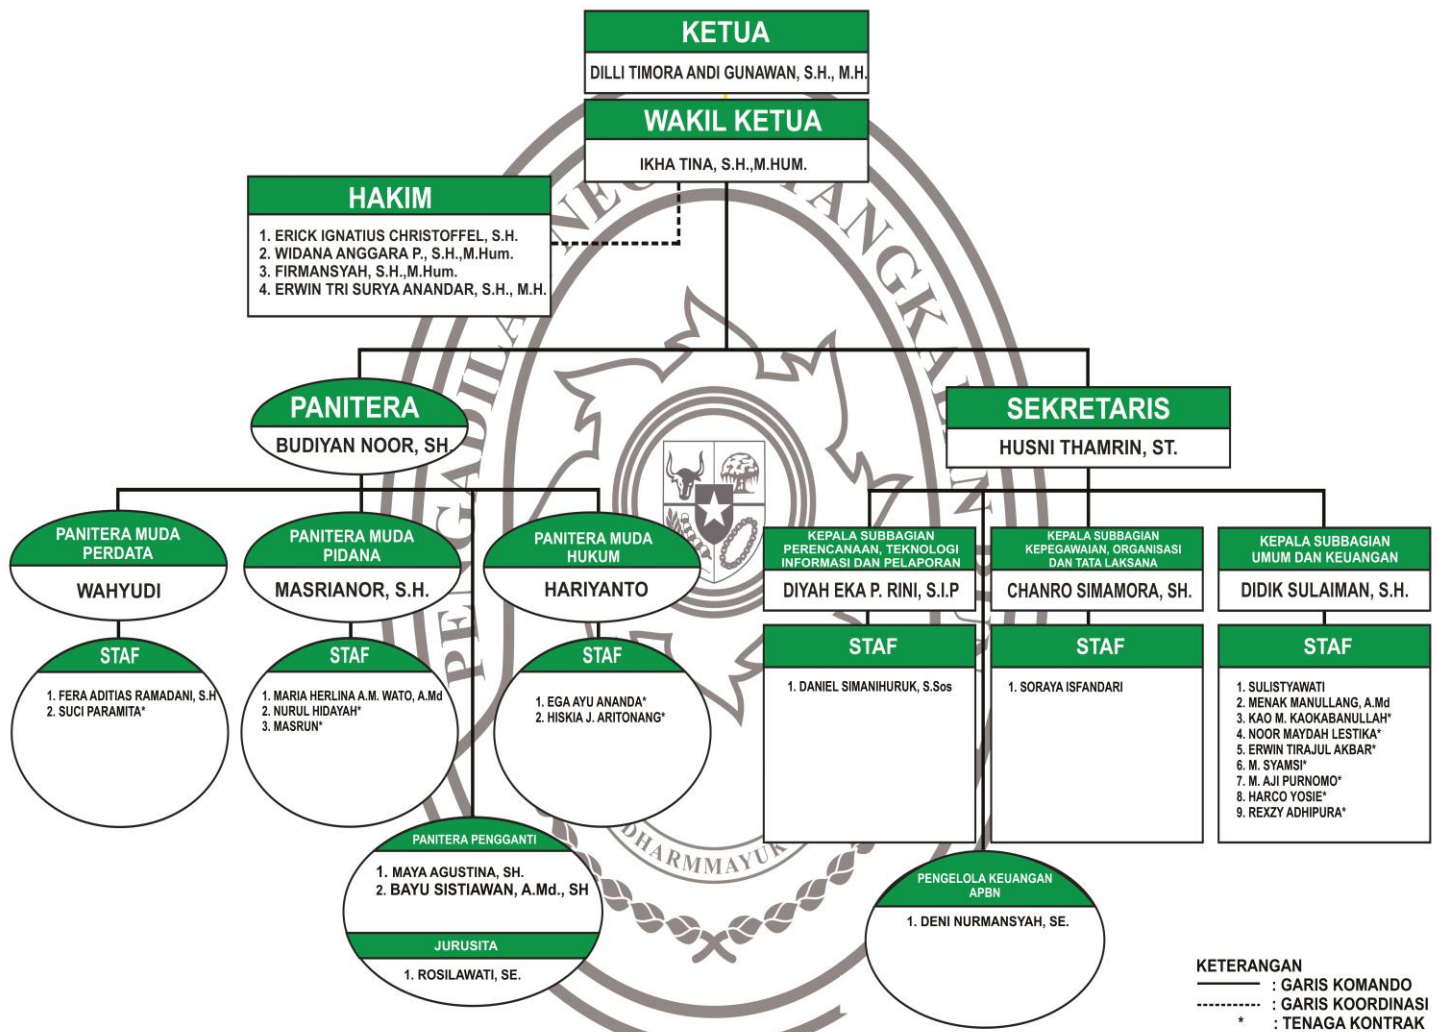 KETUA
DILLI TIMORA ANDI GUNAWAN, S.H., M.H.
WAKIL KETUA
IKHA TINA, S.H.,M.HUM.
HAKIM
1. ERICK IGNATIUS CHRISTOFFEL, S.H.
2. WIDANA ANGGARA P., S.H.,M.Hum.
3. FIRMANSYAH, S.H.,M.Hum.
4. ERWIN TRI SURYA ANANDAR, S.H., M.H.
PANITERA
BUDIYAN NOOR, SH.
SEKRETARIS
HUSNI THAMRIN, ST.
PANITERA MUDA
PERDATA
WAHYUDI
STAF
1. FERA ADITIAS RAMADANI, S.H
2. SUCI PARAMITA*
PANITERA MUDA
PIDANA
MASRIANOR, S.H.
STAF
1. MARIA HERLINA A.M. WATO, A.Md
2. NURUL HIDAYAH*
3. MASRUN*
PANITERA MUDA
HUKUM
HARIYANTO
STAF
1. EGA AYU ANANDA*
2. HISKIA J. ARITONANG*
PANITERA PENGGANTI
1. MAYA AGUSTINA, SH.
2. BAYU SISTIAWAN, A.Md., SH
JURUSITA
1. ROSILAWATI, SE.
KEPALA SUBBAGIAN
PERENCANAAN, TEKNOLOGI
INFORMASI DAN PELAPORAN
DIYAH EKA P. RINI, S.I.P
STAF
1. DANIEL SIMANIHURUK, S.Sos
KEPALA SUBBAGIAN
KEPEGAWAIAN, ORGANISASI
DAN TATA LAKSANA
CHANRO SIMAMORA, SH.
STAF
1. SORAYA ISFANDARI
KEPALA SUBBAGIAN
UMUM DAN KEUANGAN
DIDIK SULAIMAN, S.H.
STAF
1. SULISTYAWATI
2. MENAK MANULLANG, A.Md
3. KAO M. KAOKABANULLAH*
4. NOOR MAYDAH LESTIKA*
5. ERWIN TIRAJUL AKBAR*
6. M. SYAMSI*
7. M. AJI PURNOMO*
8. HARCO YOSIE*
9. REXZY ADHIPURA*
PENGELOLA KEUANGAN
APBN
1. DENI NURMANSYAH, SE.
KETERANGAN
: GARIS KOMANDO
: GARIS KOORDINASI
* : TENAGA KONTRAK